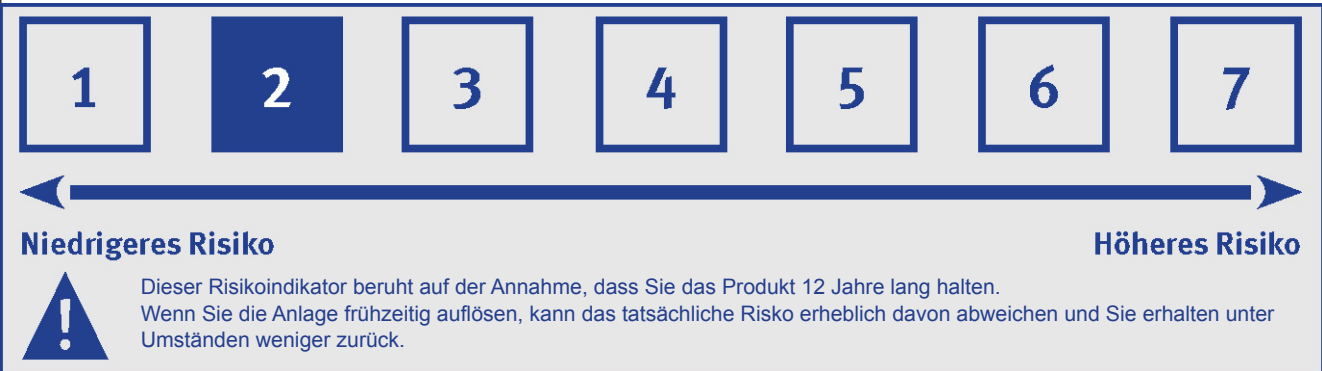 1 2 3 4 5 6 7
Niedrigeres Risiko Höheres Risiko
!
Dieser Risikoindikator beruht auf der Annahme, dass Sie das Produkt 12 Jahre lang halten.
Wenn Sie die Anlage frühzeitig auflösen, kann das tatsächliche Risko erheblich davon abweichen und Sie erhalten unter
Umständen weniger zurück.